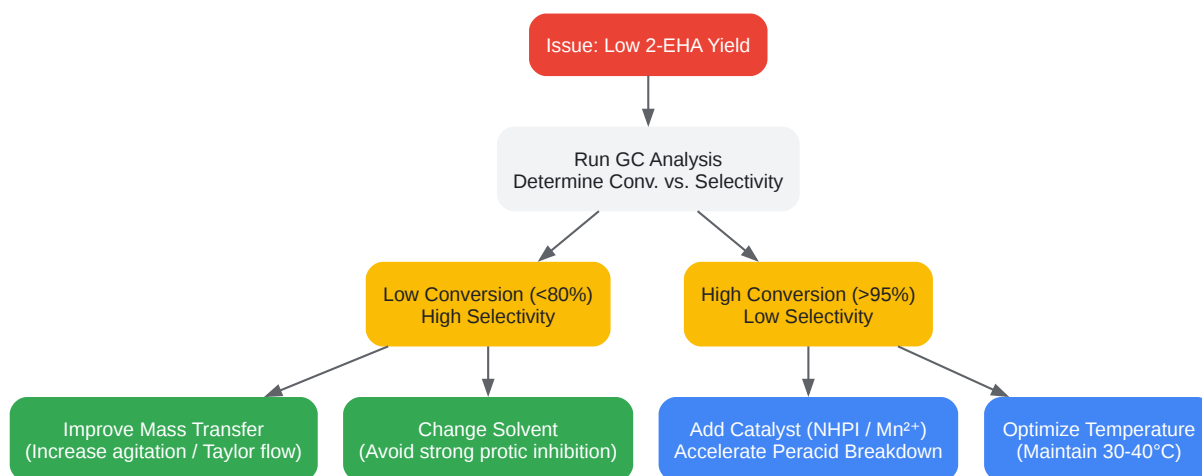 Issue: Low 2-EHA Yield
Run GC Analysis
Determine Conv. vs. Selectivity
Low Conversion (<80%)
High Selectivity
High Conversion (>95%)
Low Selectivity
Improve Mass Transfer
(Increase agitation / Taylor flow)
Change Solvent
(Avoid strong protic inhibition)
Add Catalyst (NHPI / Mn²⁺)
Accelerate Peracid Breakdown
Optimize Temperature
(Maintain 30-40°C)